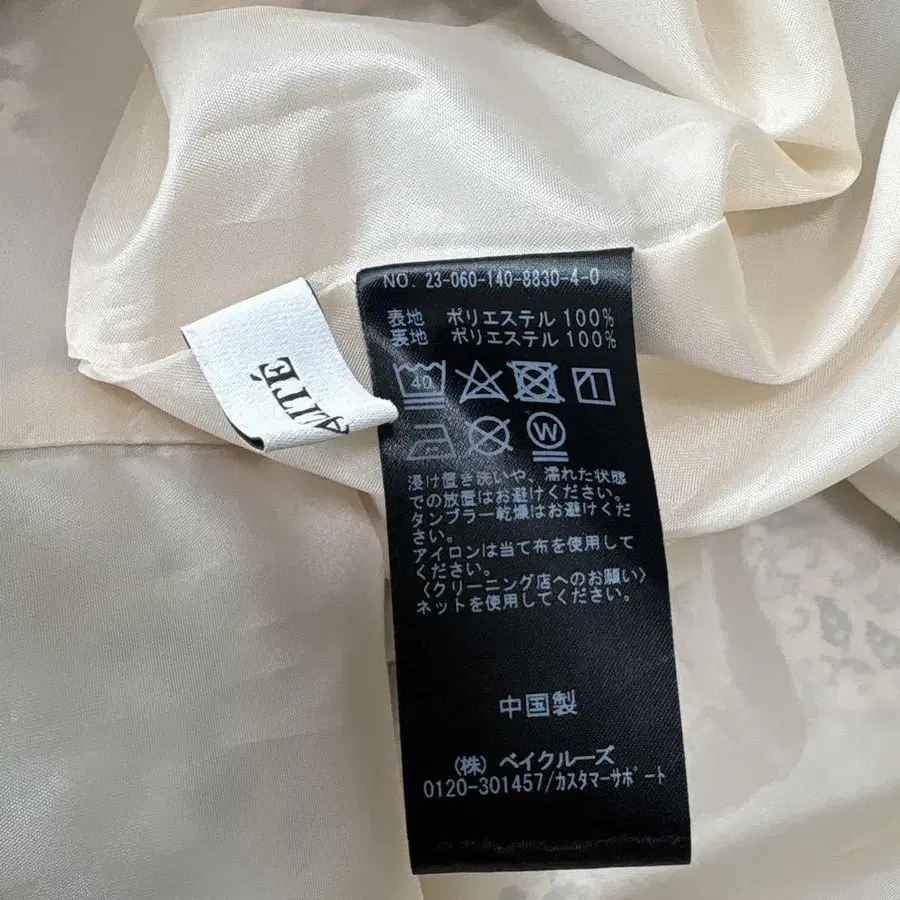 NO. 23-060-140-8830-4-0
表地 ポリエステル 100%
裏地 ポリエステル 100%
40
W
浸け置き洗いや、濡れた状態
での放置はお避けください。
タンブラー乾燥はお避けくだ
さい。
アイロンは当て布を使用して
ください。
〈クリーニング店へのお願い〉
ネットを使用してください。
中国製
(株) ベイクルーズ
0120-301457/カスタマーサポート
ALITÉ